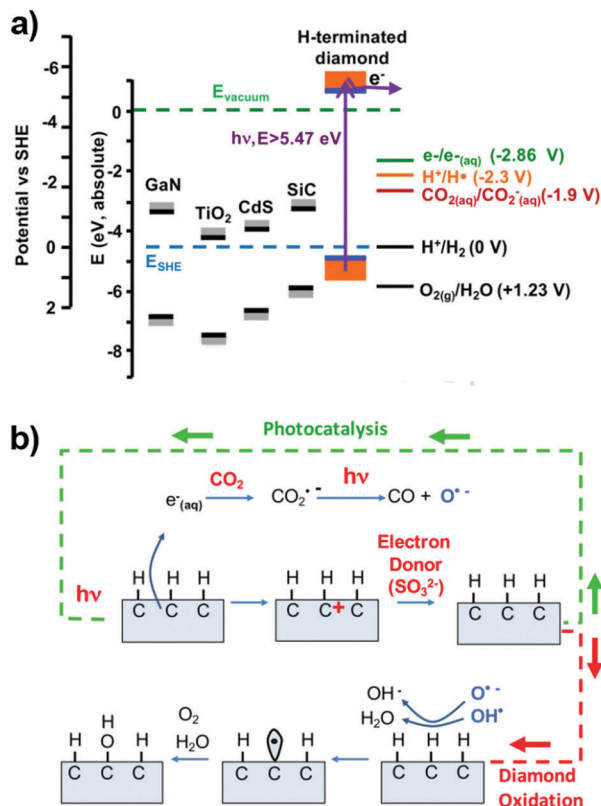 a)
H-terminated
diamond
e-
Potential vs SHE
-6
-4
-2
0
2
E (eV, absolute)
0
-2
-4
-6
-8
Evacuum
hν, E>5.47 eV
GaN
TiO2
CdS
SiC
ESHE
e-/e-(aq) (-2.86 V)
H+/H• (-2.3 V)
CO2(aq)/CO2-(aq)(-1.9 V)
H+/H2 (0 V)
O2(g)/H2O (+1.23 V)
b)
Photocatalysis
e-(aq) CO2 CO2•- hν CO + O•-
Electron
Donor
(SO32-)
hν
H H H H H H H H H
C C C C C+ C C C C
OH- O•-
H2O OH•
O2
H2O
H
H O H H H H H H
C C C C C C C C C
Diamond
Oxidation